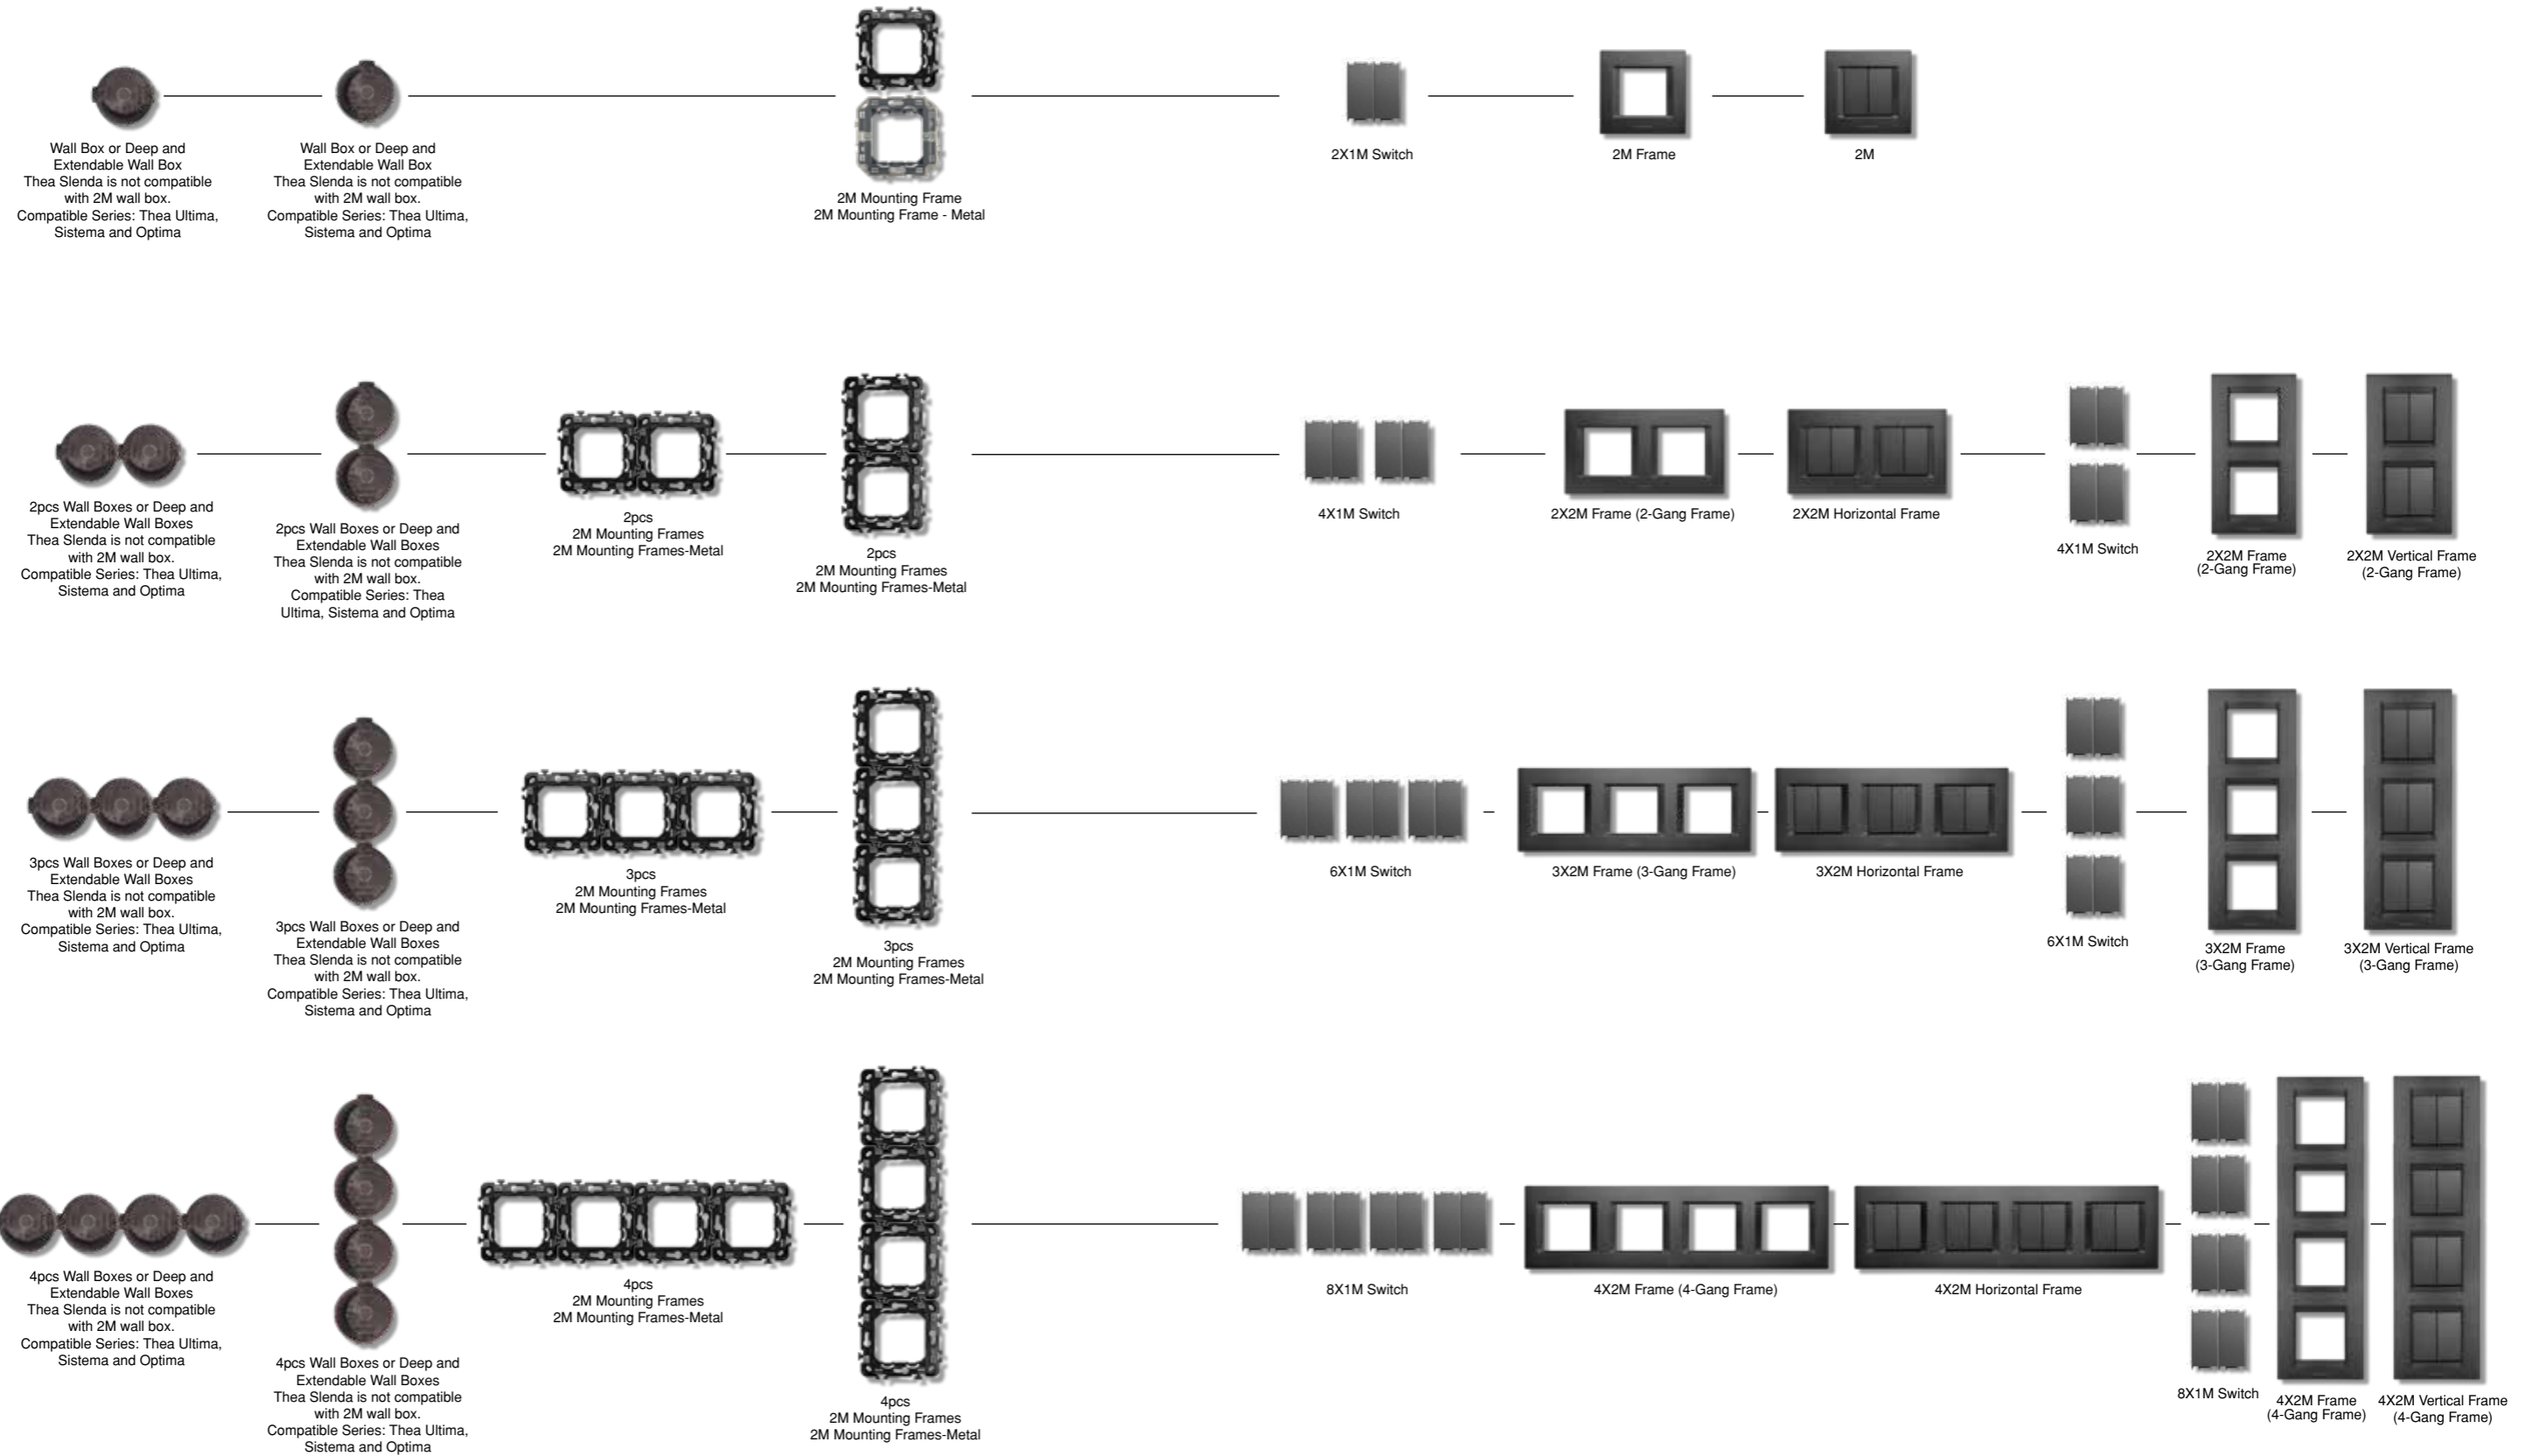 Wall Box or Deep and
Extendable Wall Box
Thea Slenda is not compatible
with 2M wall box.
Compatible Series: Thea Ultima,
Sistema and Optima
Wall Box or Deep and
Extendable Wall Box
Thea Slenda is not compatible
with 2M wall box.
Compatible Series: Thea Ultima,
Sistema and Optima
2M Mounting Frame
2M Mounting Frame - Metal
2X1M Switch
2M Frame
2M
2pcs Wall Boxes or Deep and
Extendable Wall Boxes
Thea Slenda is not compatible
with 2M wall box.
Compatible Series: Thea Ultima,
Sistema and Optima
2pcs Wall Boxes or Deep and
Extendable Wall Boxes
Thea Slenda is not compatible
with 2M wall box.
Compatible Series: Thea
Ultima, Sistema and Optima
2pcs
2M Mounting Frames
2M Mounting Frames-Metal
2pcs
2M Mounting Frames
2M Mounting Frames-Metal
4X1M Switch
2X2M Frame (2-Gang Frame)
2X2M Horizontal Frame
4X1M Switch
2X2M Frame
(2-Gang Frame)
2X2M Vertical Frame
(2-Gang Frame)
3pcs Wall Boxes or Deep and
Extendable Wall Boxes
Thea Slenda is not compatible
with 2M wall box.
Compatible Series: Thea Ultima,
Sistema and Optima
3pcs Wall Boxes or Deep and
Extendable Wall Boxes
Thea Slenda is not compatible
with 2M wall box.
Compatible Series: Thea Ultima,
Sistema and Optima
3pcs
2M Mounting Frames
2M Mounting Frames-Metal
3pcs
2M Mounting Frames
2M Mounting Frames-Metal
6X1M Switch
3X2M Frame (3-Gang Frame)
3X2M Horizontal Frame
6X1M Switch
3X2M Frame
(3-Gang Frame)
3X2M Vertical Frame
(3-Gang Frame)
4pcs Wall Boxes or Deep and
Extendable Wall Boxes
Thea Slenda is not compatible
with 2M wall box.
Compatible Series: Thea Ultima,
Sistema and Optima
4pcs Wall Boxes or Deep and
Extendable Wall Boxes
Thea Slenda is not compatible
with 2M wall box.
Compatible Series: Thea Ultima,
Sistema and Optima
4pcs
2M Mounting Frames
2M Mounting Frames-Metal
4pcs
2M Mounting Frames
2M Mounting Frames-Metal
8X1M Switch
4X2M Frame (4-Gang Frame)
4X2M Horizontal Frame
8X1M Switch
4X2M Frame
(4-Gang Frame)
4X2M Vertical Frame
(4-Gang Frame)